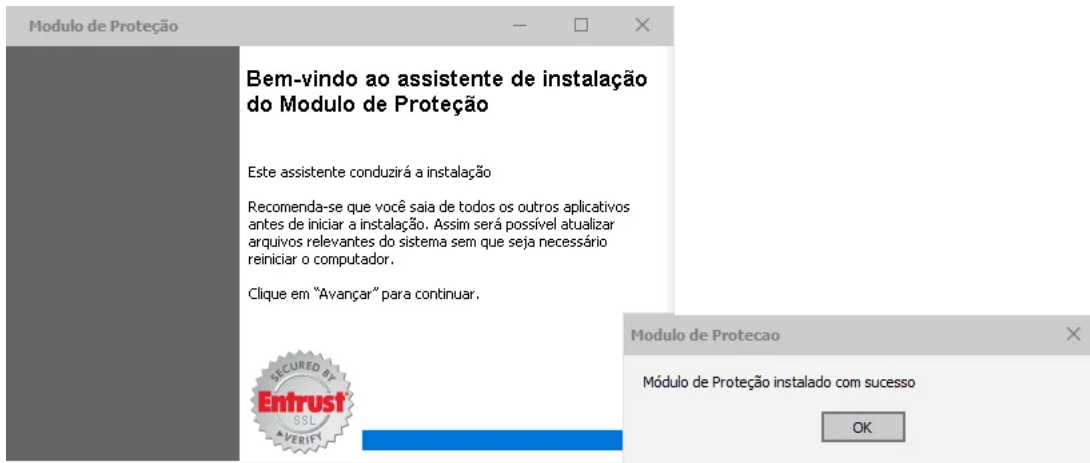 Modulo de Proteção
Bem-vindo ao assistente de instalação
do Modulo de Proteção
Este assistente conduzirá a instalação
Recomenda-se que você saia de todos os outros aplicativos
antes de iniciar a instalação. Assim será possível atualizar
arquivos relevantes do sistema sem que seja necessário
reiniciar o computador.
Clique em "Avançar" para continuar.
SECURED BY
Entrust
SSL
VERIFY
Modulo de Protecao
Módulo de Proteção instalado com sucesso
OK